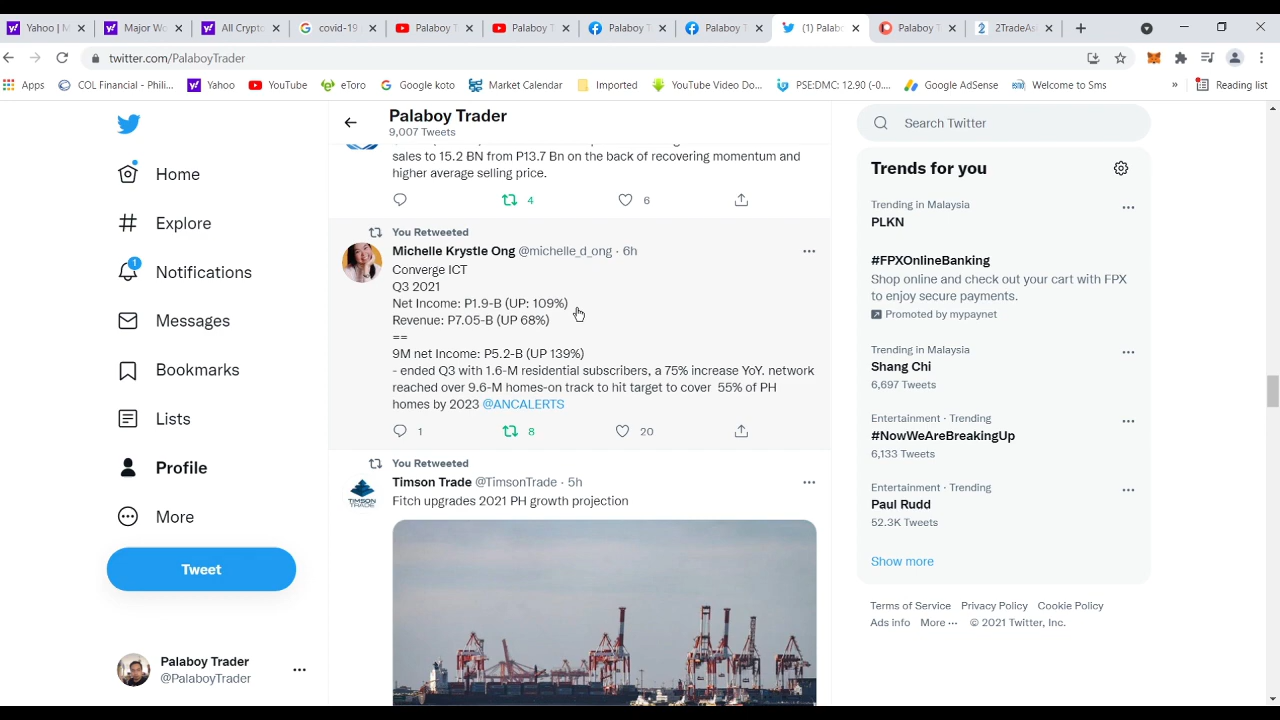 Yahoo | M
Major Wo
All Crypto
covid-19
Palaboy T
Palaboy T
Palaboy T
Palaboy T
(1) Palab
Palaboy T
2TradeAs
twitter.com/PalaboyTrader
Apps
COL Financial - Phili...
Yahoo
YouTube
eToro
Google koto
Market Calendar
Imported
YouTube Video Do...
PSE:DMC: 12.90 (-0....
Google AdSense
Welcome to Sms
»
Reading list
Palaboy Trader
9,007 Tweets
Search Twitter
Home
Explore
1
Notifications
Messages
Bookmarks
Lists
Profile
More
Tweet
Palaboy Trader
@PalaboyTrader
sales to 15.2 BN from P13.7 Bn on the back of recovering momentum and
higher average selling price.
4
6
You Retweeted
Michelle Krystle Ong @michelle_d_ong · 6h
Converge ICT
Q3 2021
Net Income: P1.9-B (UP: 109%)
Revenue: P7.05-B (UP 68%)
==
9M net Income: P5.2-B (UP 139%)
- ended Q3 with 1.6-M residential subscribers, a 75% increase YoY. network
reached over 9.6-M homes-on track to hit target to cover 55% of PH
homes by 2023 @ANCALERTS
1
8
20
You Retweeted
TIMSON
TRADE
Timson Trade @TimsonTrade · 5h
Fitch upgrades 2021 PH growth projection
Trends for you
Trending in Malaysia
PLKN
#FPXOnlineBanking
Shop online and check out your cart with FPX
to enjoy secure payments.
Promoted by mypaynet
Trending in Malaysia
Shang Chi
6,697 Tweets
Entertainment · Trending
#NowWeAreBreakingUp
6,133 Tweets
Entertainment · Trending
Paul Rudd
52.3K Tweets
Show more
Terms of Service Privacy Policy Cookie Policy
Ads info More ··· © 2021 Twitter, Inc.